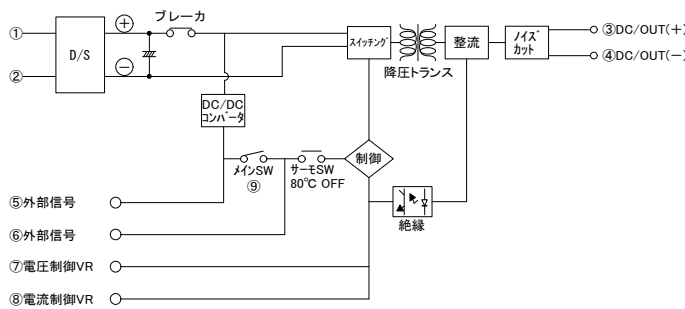 ブレーカ
①
②
D/S
＋
－
スイッチング
降圧トランス
整流
ノイズ
カット
③DC/OUT(＋)
④DC/OUT(－)
DC/DC
コンバータ
メインSW
⑨
サーモSW
80℃ OFF
制御
絶縁
⑤外部信号
⑥外部信号
⑦電圧制御VR
⑧電流制御VR